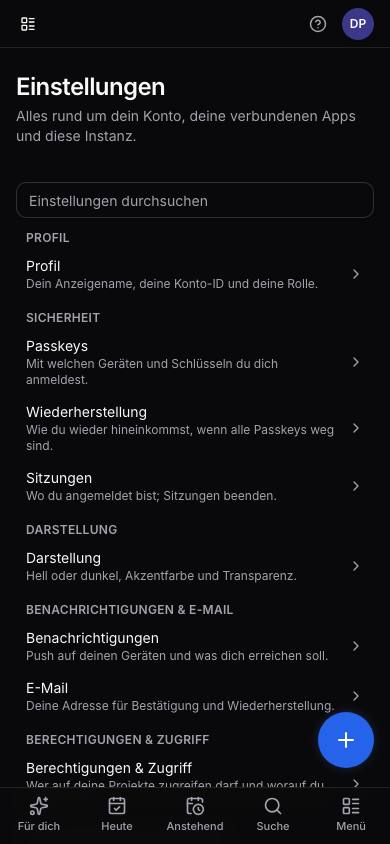 DP
Einstellungen
Alles rund um dein Konto, deine verbundenen Apps
und diese Instanz.
Einstellungen durchsuchen
PROFIL
Profil
Dein Anzeigename, deine Konto-ID und deine Rolle.
SICHERHEIT
Passkeys
Mit welchen Geräten und Schlüsseln du dich
anmeldest.
Wiederherstellung
Wie du wieder hineinkommst, wenn alle Passkeys weg
sind.
Sitzungen
Wo du angemeldet bist; Sitzungen beenden.
DARSTELLUNG
Darstellung
Hell oder dunkel, Akzentfarbe und Transparenz.
BENACHRICHTIGUNGEN & E-MAIL
Benachrichtigungen
Push auf deinen Geräten und was dich erreichen soll.
E-Mail
Deine Adresse für Bestätigung und Wiederherstellung.
BERECHTIGUNGEN & ZUGRIFF
Berechtigungen & Zugriff
Wer auf deine Projekte zugreifen darf und worauf du
Für dich
Heute
Anstehend
Suche
Menü